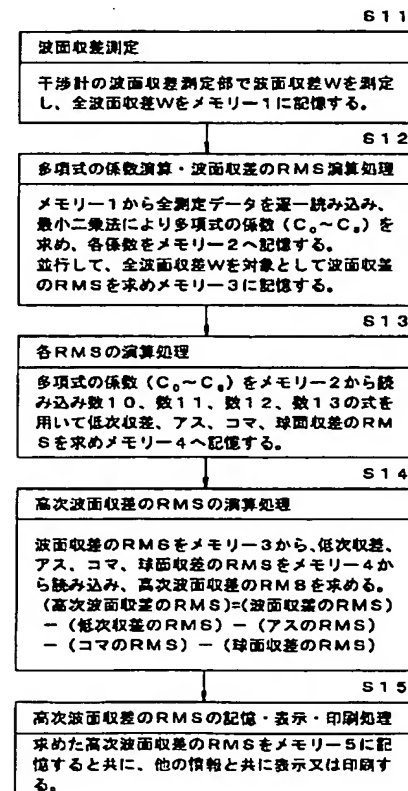 S11
波面収差測定
干渉計の波面収差測定部で波面収差Wを測定
し、全波面収差Wをメモリー1に記憶する。
S12
多項式の係数演算・波面収差のRMS演算処理
メモリー1から全測定データを逐一読み込み、
最小二乗法により多項式の係数(C₀~C₈)を
求め、各係数をメモリー2へ記憶する。
並行して、全波面収差Wを対象として波面収差
のRMSを求めメモリー3に記憶する。
S13
各RMSの演算処理
多項式の係数(C₀~C₈)をメモリー2から読
み込み数10、数11、数12、数13の式を
用いて低次収差、アス、コマ、球面収差のRM
Sを求めメモリー4へ記憶する。
S14
高次波面収差のRMSの演算処理
波面収差のRMSをメモリー3から、低次収差、
アス、コマ、球面収差のRMSをメモリー4か
ら読み込み、高次波面収差のRMSを求める。
(高次波面収差のRMS)=(波面収差のRMS)
-(低次収差のRMS)-(アスのRMS)
-(コマのRMS)-(球面収差のRMS)
S15
高次波面収差のRMSの記憶・表示・印刷処理
求めた高次波面収差のRMSをメモリー5に記
憶すると共に、他の情報と共に表示又は印刷す
る。